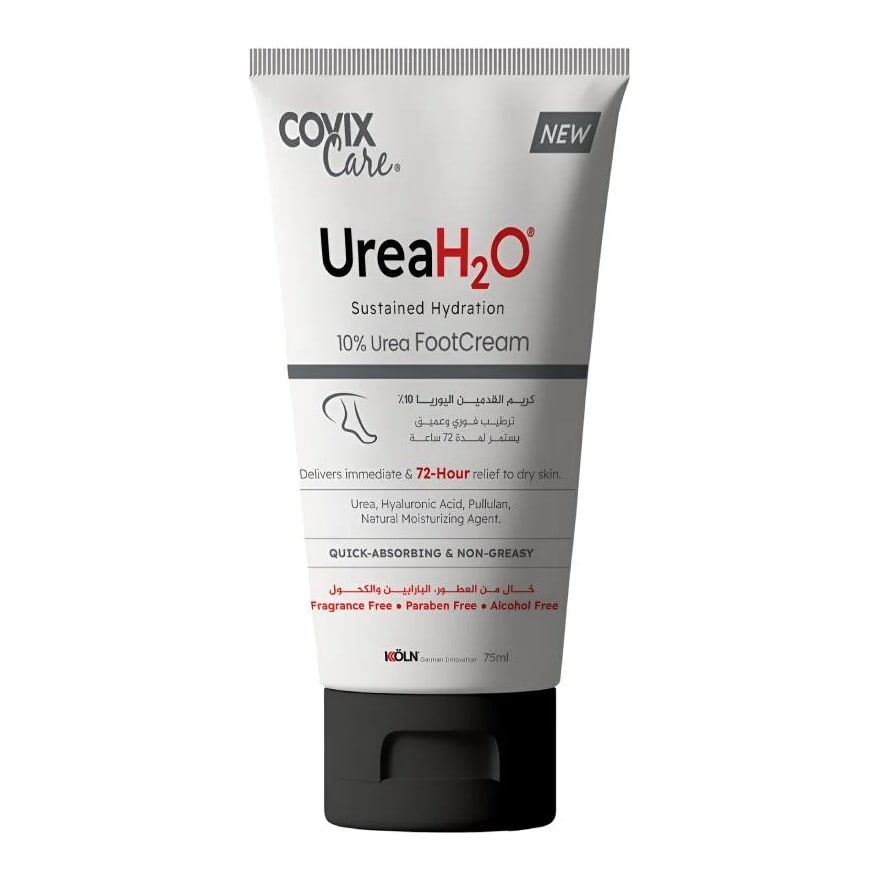 COVIX
Care®
NEW
UreaH₂O®
Sustained Hydration
10% Urea FootCream
كريم القدمين اليوريا 10٪
ترطيب فوري وعميق
يستمر لمدة 72 ساعة
Delivers immediate & 72-Hour relief to dry skin.
Urea, Hyaluronic Acid, Pullulan,
Natural Moisturizing Agent.
QUICK-ABSORBING & NON-GREASY
خال من العطور، البارابين والكحول
Fragrance Free • Paraben Free • Alcohol Free
KÖLN German Innovation 75ml